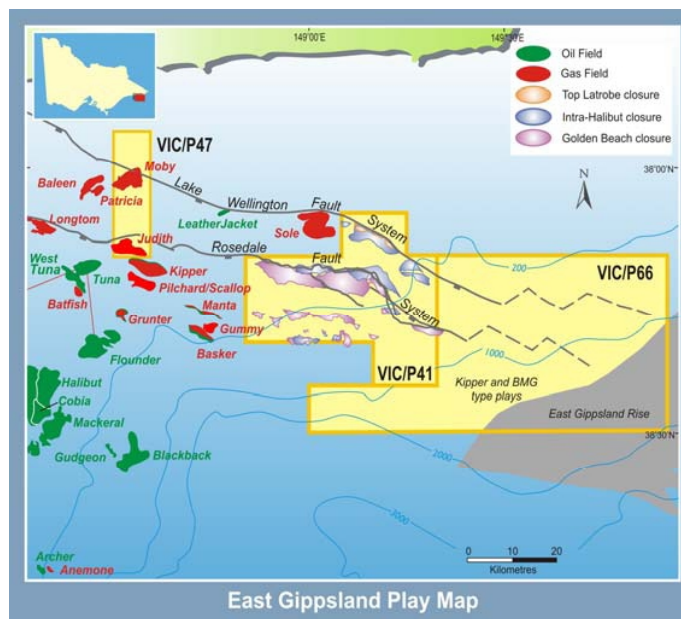 149°00'E
149°30'E
Oil Field
Gas Field
Top Latrobe closure
Intra-Halibut closure
Golden Beach closure
VIC/P47
38°00'N
N
Moby
Baleen
Patricia
Lake
Wellington
Fault
System
LeatherJacket
Sole
Longtom
Judith
Rosedale
Fault
System
West
Tuna
Tuna
Kipper
Pilchard/Scallop
Batfish
200
VIC/P66
Manta
Grunter
Gummy
Basker
Flounder
1000
VIC/P41
Kipper and BMG
type plays
Halibut
Cobia
Mackeral
East Gippsland Rise
38°30'N
Gudgeon
Blackback
2000
3000
Archer
Anemone
0 10 20
Kilometres
East Gippsland Play Map